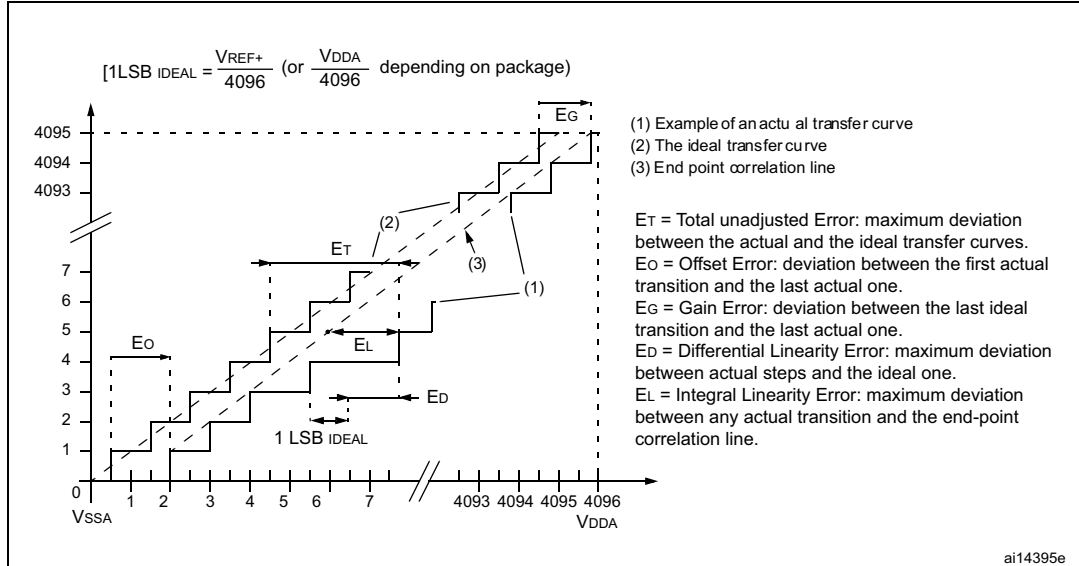 [1LSB IDEAL = VREF+ / 4096 (or VDDA / 4096 depending on package)
EG
4095
4094
4093
7
6
5
4
3
2
1
0
(1) Example of an actu al transfer curve
(2) The ideal transfer curve
(3) End point correlation line
ET = Total unadjusted Error: maximum deviation
between the actual and the ideal transfer curves.
EO = Offset Error: deviation between the first actual
transition and the last actual one.
EG = Gain Error: deviation between the last ideal
transition and the last actual one.
ED = Differential Linearity Error: maximum deviation
between actual steps and the ideal one.
EL = Integral Linearity Error: maximum deviation
between any actual transition and the end-point
correlation line.
(2)
ET
(3)
(1)
EO
EL
ED
1 LSB IDEAL
1 2 3 4 5 6 7 4093 4094 4095 4096
VSSA
VDDA
ai14395e